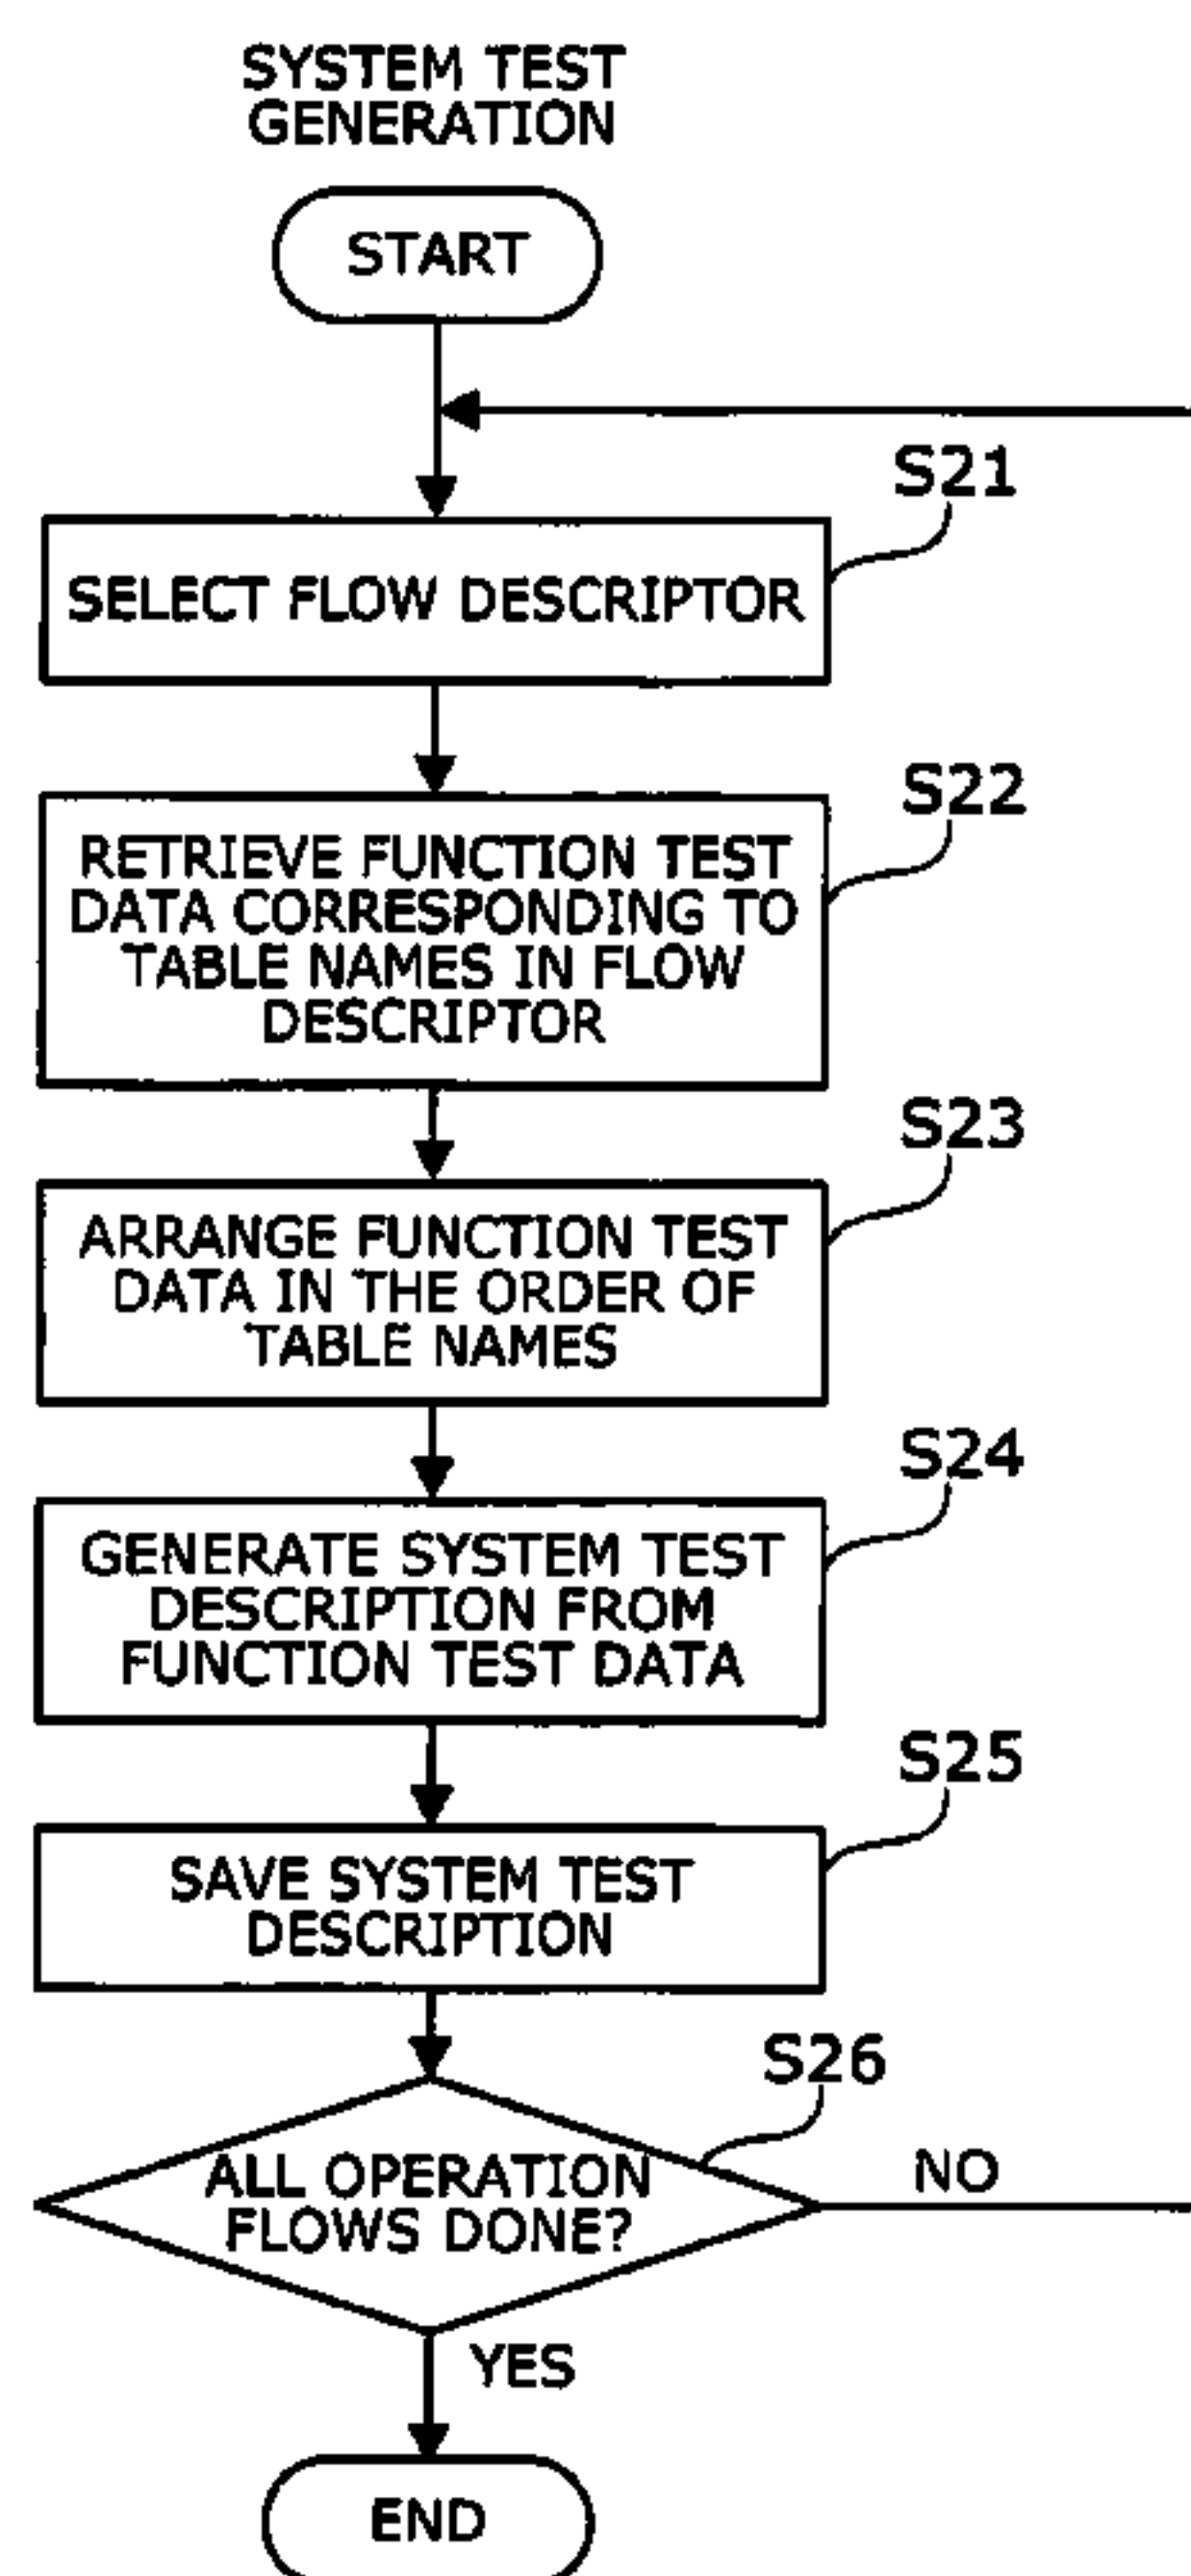 SYSTEM TEST
GENERATION
START
S21
SELECT FLOW DESCRIPTOR
S22
RETRIEVE FUNCTION TEST
DATA CORRESPONDING TO
TABLE NAMES IN FLOW
DESCRIPTOR
S23
ARRANGE FUNCTION TEST
DATA IN THE ORDER OF
TABLE NAMES
S24
GENERATE SYSTEM TEST
DESCRIPTION FROM
FUNCTION TEST DATA
S25
SAVE SYSTEM TEST
DESCRIPTION
S26
ALL OPERATION
FLOWS DONE?
NO
YES
END